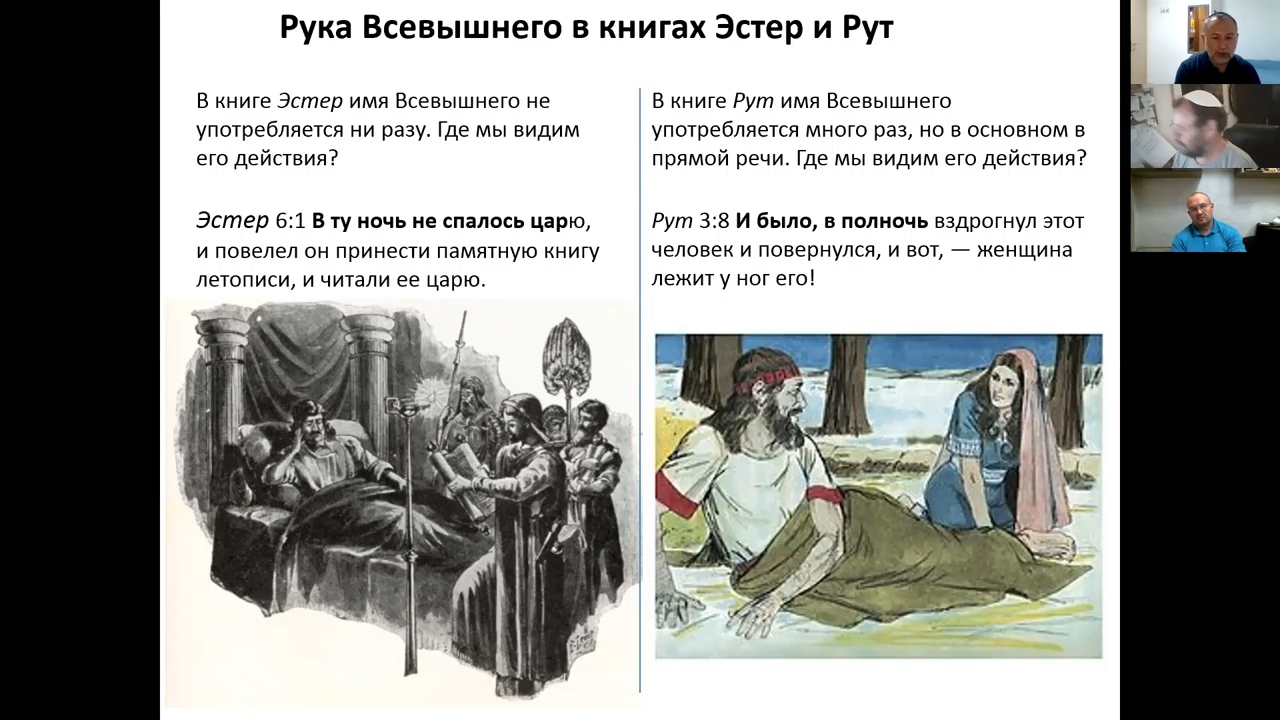 Рука Всевышнего в книгах Эстер и Рут
В книге Эстер имя Всевышнего не
употребляется ни разу. Где мы видим
его действия?
Эстер 6:1 В ту ночь не спалось царю,
и повелел он принести памятную книгу
летописи, и читали ее царю.
В книге Рут имя Всевышнего
употребляется много раз, но в основном в
прямой речи. Где мы видим его действия?
Рут 3:8 И было, в полночь вздрогнул этот
человек и повернулся, и вот, — женщина
лежит у ног его!